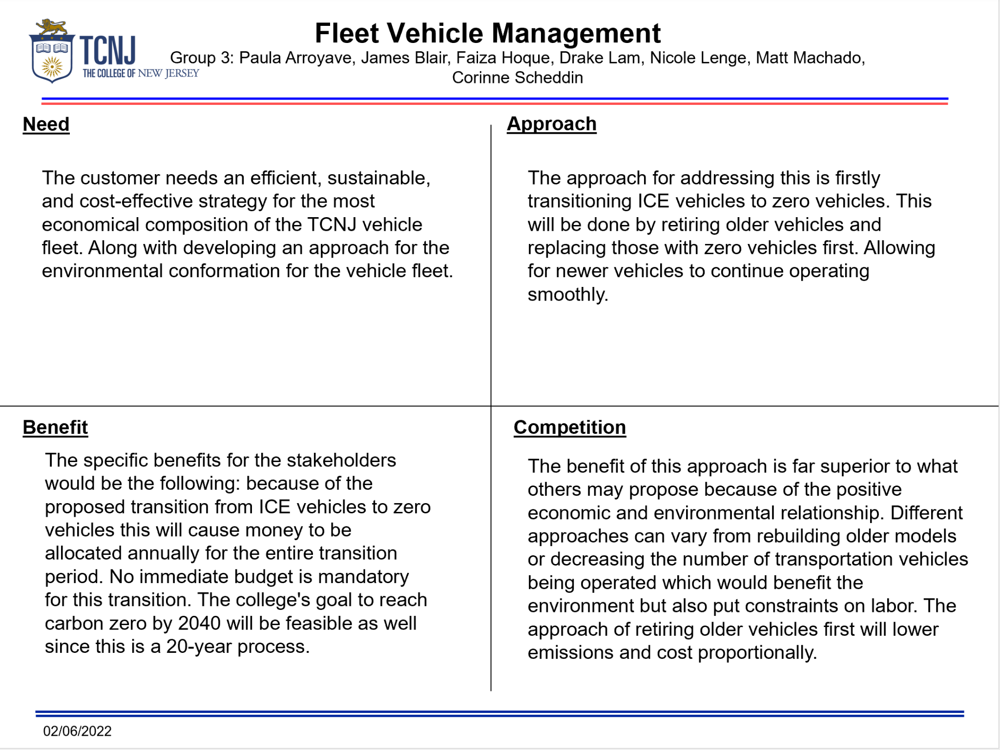 TCNJ
THE COLLEGE OF NEW JERSEY
Fleet Vehicle Management
Group 3: Paula Arroyave, James Blair, Faiza Hoque, Drake Lam, Nicole Lenge, Matt Machado,
Corinne Scheddin
Need
The customer needs an efficient, sustainable,
and cost-effective strategy for the most
economical composition of the TCNJ vehicle
fleet. Along with developing an approach for the
environmental conformation for the vehicle fleet.
Approach
The approach for addressing this is firstly
transitioning ICE vehicles to zero vehicles. This
will be done by retiring older vehicles and
replacing those with zero vehicles first. Allowing
for newer vehicles to continue operating
smoothly.
Benefit
The specific benefits for the stakeholders
would be the following: because of the
proposed transition from ICE vehicles to zero
vehicles this will cause money to be
allocated annually for the entire transition
period. No immediate budget is mandatory
for this transition. The college's goal to reach
carbon zero by 2040 will be feasible as well
since this is a 20-year process.
Competition
The benefit of this approach is far superior to what
others may propose because of the positive
economic and environmental relationship. Different
approaches can vary from rebuilding older models
or decreasing the number of transportation vehicles
being operated which would benefit the
environment but also put constraints on labor. The
approach of retiring older vehicles first will lower
emissions and cost proportionally.
02/06/2022